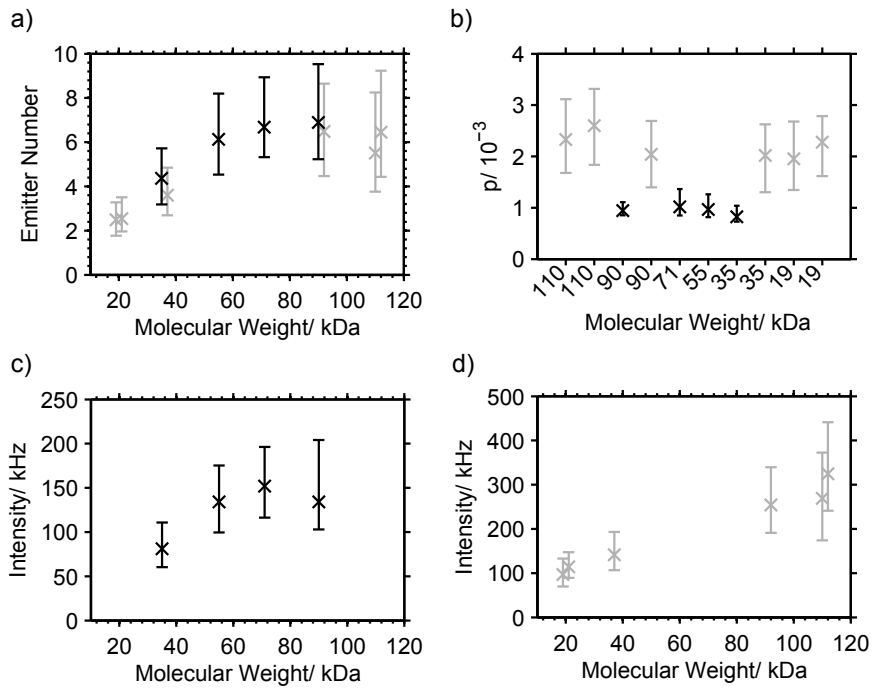 a)
10
8
6
4
2
0
Emitter Number
20 40 60 80 100 120
Molecular Weight/ kDa
b)
4
3
2
1
0
p/ 10⁻³
110 110 90 90 71 55 35 35 19 19
Molecular Weight/ kDa
c)
250
200
150
100
50
0
Intensity/ kHz
20 40 60 80 100 120
Molecular Weight/ kDa
d)
500
400
300
200
100
0
Intensity/ kHz
20 40 60 80 100 120
Molecular Weight/ kDa